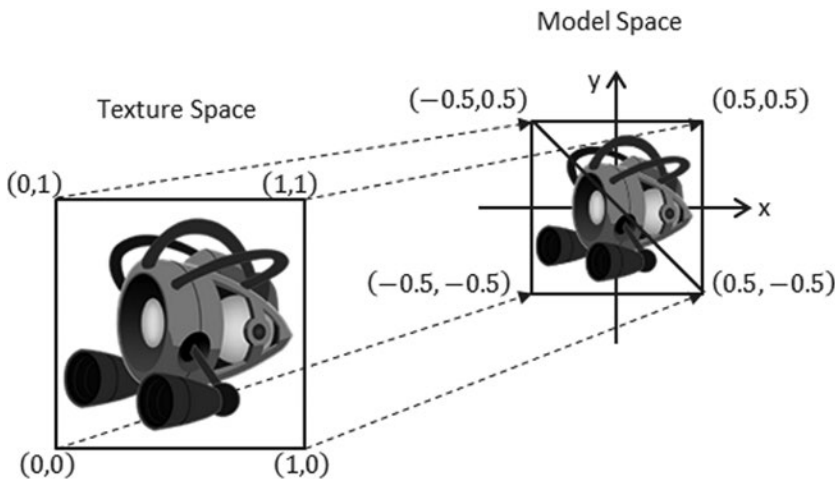 Model Space
Texture Space
(−0.5,0.5)
y
(0.5,0.5)
(0,1)
(1,1)
x
(−0.5, −0.5)
(0.5, −0.5)
(0,0)
(1,0)